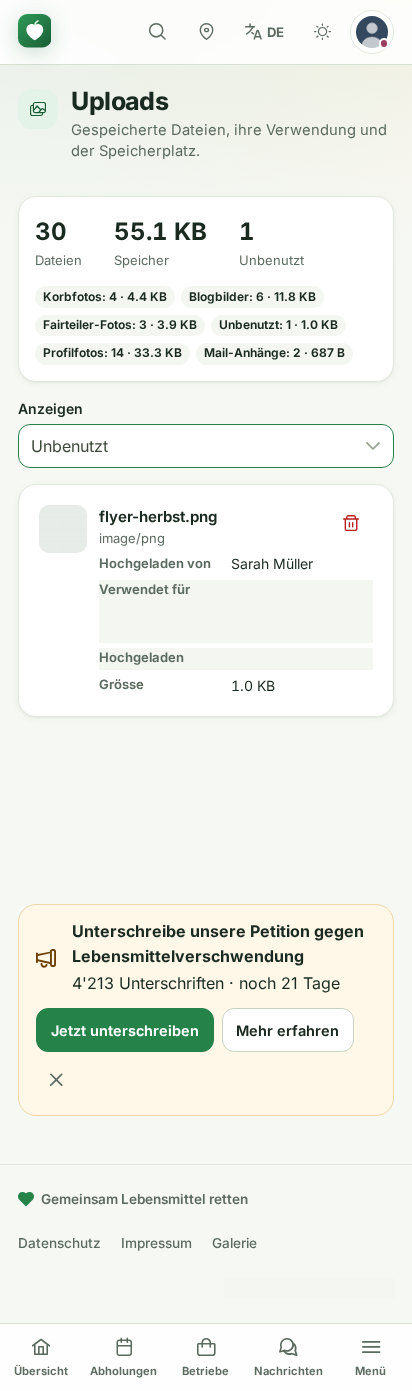 DE
Uploads
Gespeicherte Dateien, ihre Verwendung und
der Speicherplatz.
30 55.1 KB 1
Dateien Speicher Unbenutzt
Korbfotos: 4 · 4.4 KB Blogbilder: 6 · 11.8 KB
Fairteiler-Fotos: 3 · 3.9 KB Unbenutzt: 1 · 1.0 KB
Profilfotos: 14 · 33.3 KB Mail-Anhänge: 2 · 687 B
Anzeigen
Unbenutzt
flyer-herbst.png
image/png
Hochgeladen von Sarah Müller
Verwendet für
Hochgeladen
Grösse 1.0 KB
Unterschreibe unsere Petition gegen
Lebensmittelverschwendung
4'213 Unterschriften · noch 21 Tage
Jetzt unterschreiben Mehr erfahren
Gemeinsam Lebensmittel retten
Datenschutz Impressum Galerie
Übersicht Abholungen Betriebe Nachrichten Menü